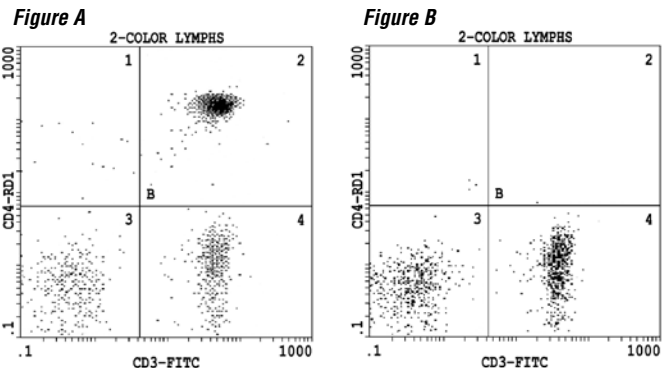 Figure A
2-COLOR LYMPHS
1000
1
2
CD4-RD1
B
3
4
.1
.1
1000
CD3-FITC
Figure B
2-COLOR LYMPHS
1000
1
2
CD4-RD1
B
3
4
.1
.1
1000
CD3-FITC